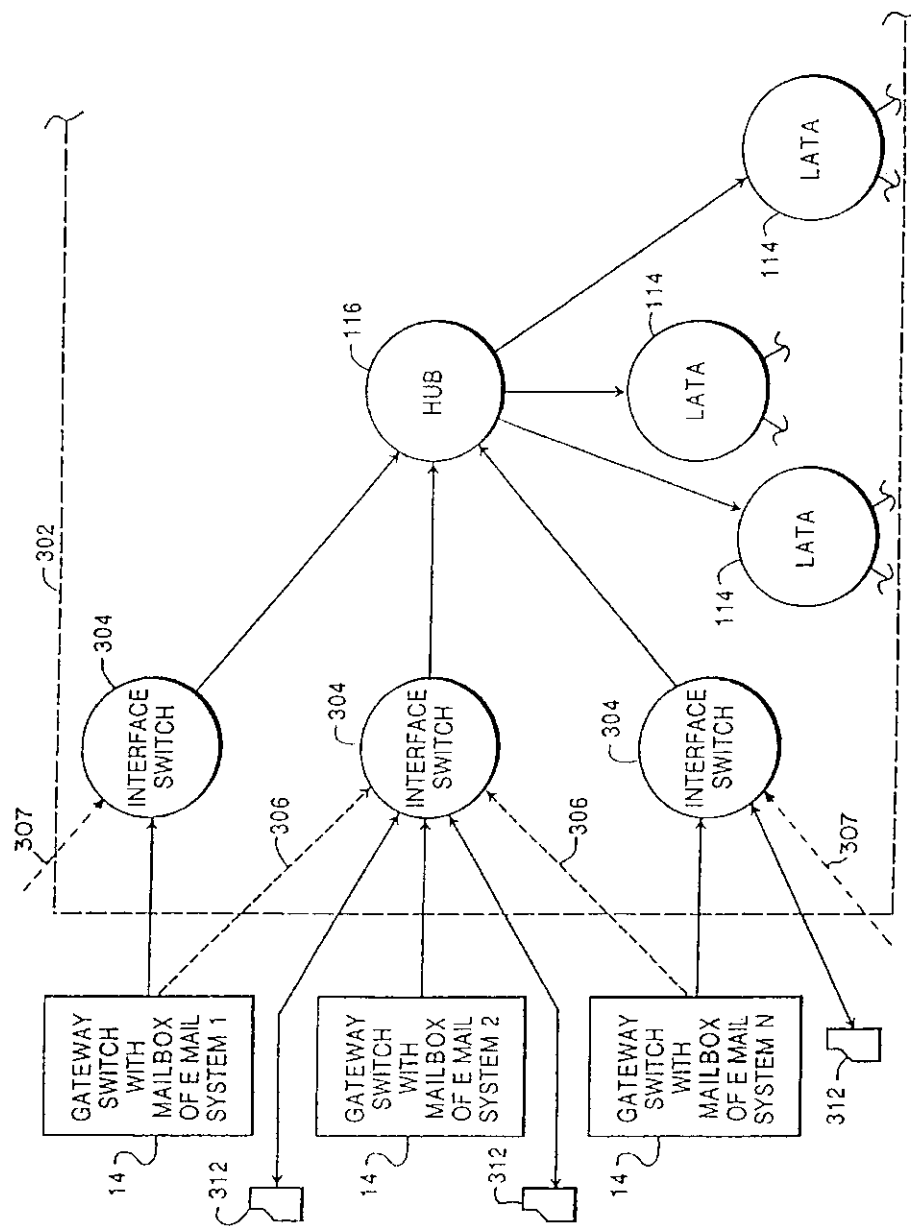 302
307
304
INTERFACE
SWITCH
GATEWAY
SWITCH
WITH
MAILBOX
OF E MAIL
SYSTEM 1
14
312
306
304
INTERFACE
SWITCH
116
HUB
GATEWAY
SWITCH
WITH
MAILBOX
OF E MAIL
SYSTEM 2
14
312
306
304
INTERFACE
SWITCH
307
GATEWAY
SWITCH
WITH
MAILBOX
OF E MAIL
SYSTEM N
14
312
114
LATA
114
LATA
114
LATA